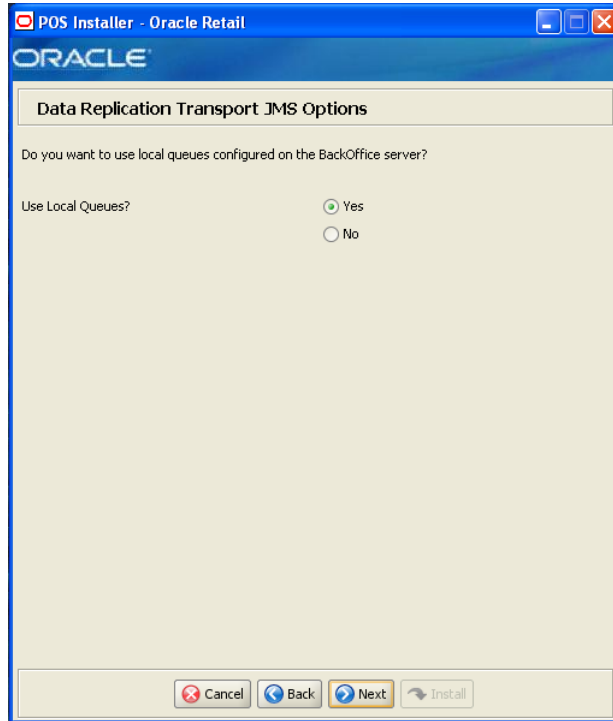 POS Installer - Oracle Retail
ORACLE
Data Replication Transport JMS Options
Do you want to use local queues configured on the BackOffice server?
Use Local Queues?
Yes
No
Cancel
Back
Next
Install